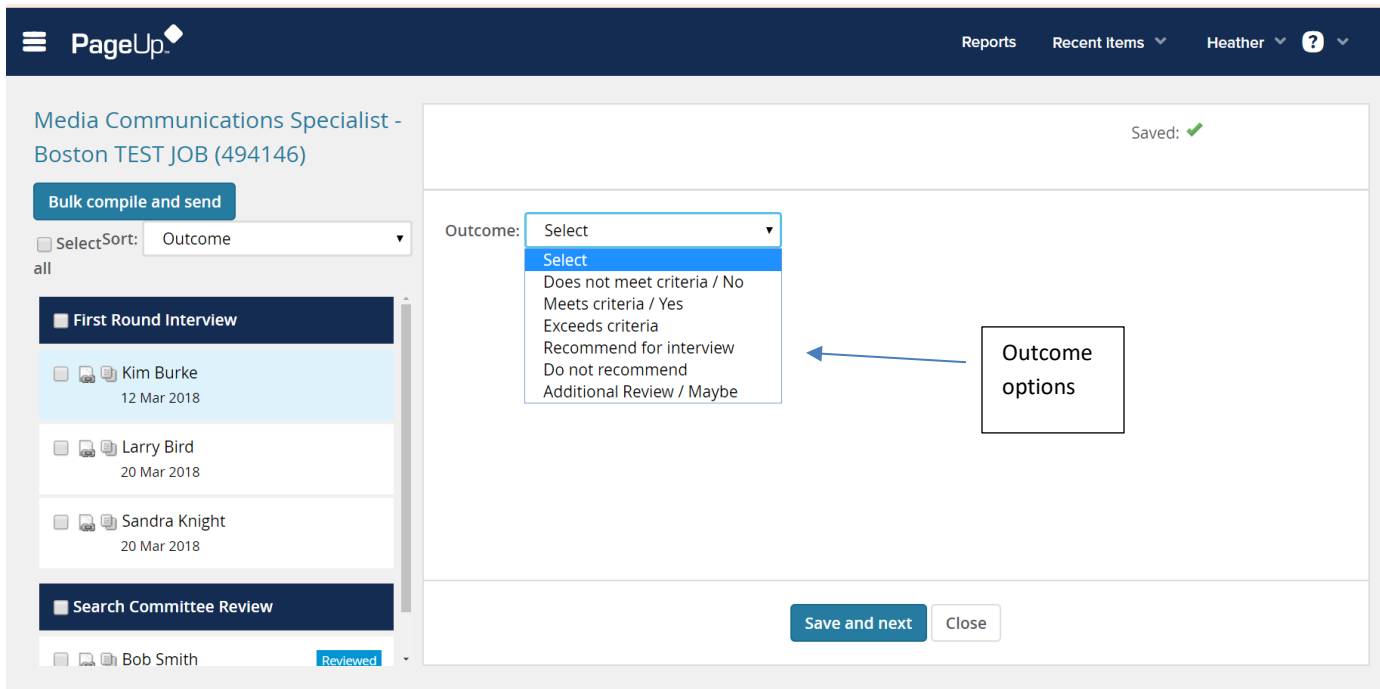 PageUp
Reports Recent Items Heather ?
Media Communications Specialist -
Boston TEST JOB (494146)
Bulk compile and send
Select all
Sort: Outcome
First Round Interview
Kim Burke
12 Mar 2018
Larry Bird
20 Mar 2018
Sandra Knight
20 Mar 2018
Search Committee Review
Bob Smith Reviewed
Saved:
Outcome: Select
Select
Does not meet criteria / No
Meets criteria / Yes
Exceeds criteria
Recommend for interview
Do not recommend
Additional Review / Maybe
Outcome
options
Save and next Close